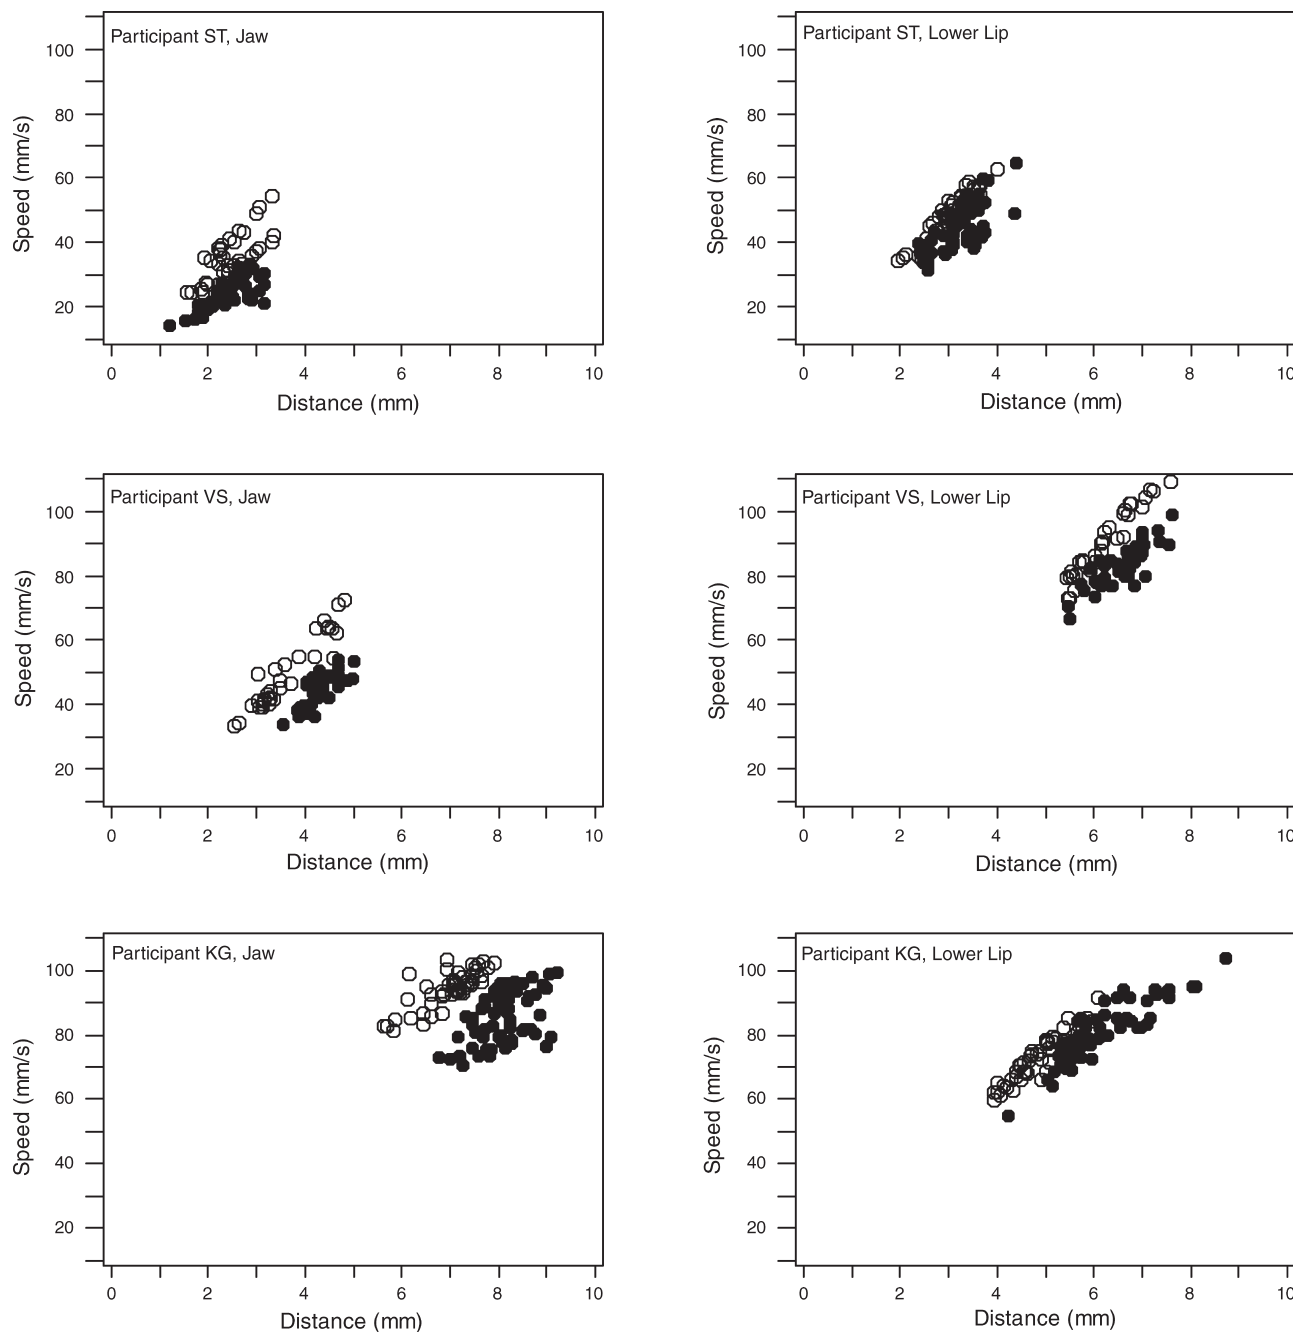 Participant ST, Jaw
100
80
60
40
20
Speed (mm/s)
0 2 4 6 8 10
Distance (mm)
Participant ST, Lower Lip
100
80
60
40
20
Speed (mm/s)
0 2 4 6 8 10
Distance (mm)
Participant VS, Jaw
100
80
60
40
20
Speed (mm/s)
0 2 4 6 8 10
Distance (mm)
Participant VS, Lower Lip
100
80
60
40
20
Speed (mm/s)
0 2 4 6 8 10
Distance (mm)
Participant KG, Jaw
100
80
60
40
20
Speed (mm/s)
0 2 4 6 8 10
Distance (mm)
Participant KG, Lower Lip
100
80
60
40
20
Speed (mm/s)
0 2 4 6 8 10
Distance (mm)